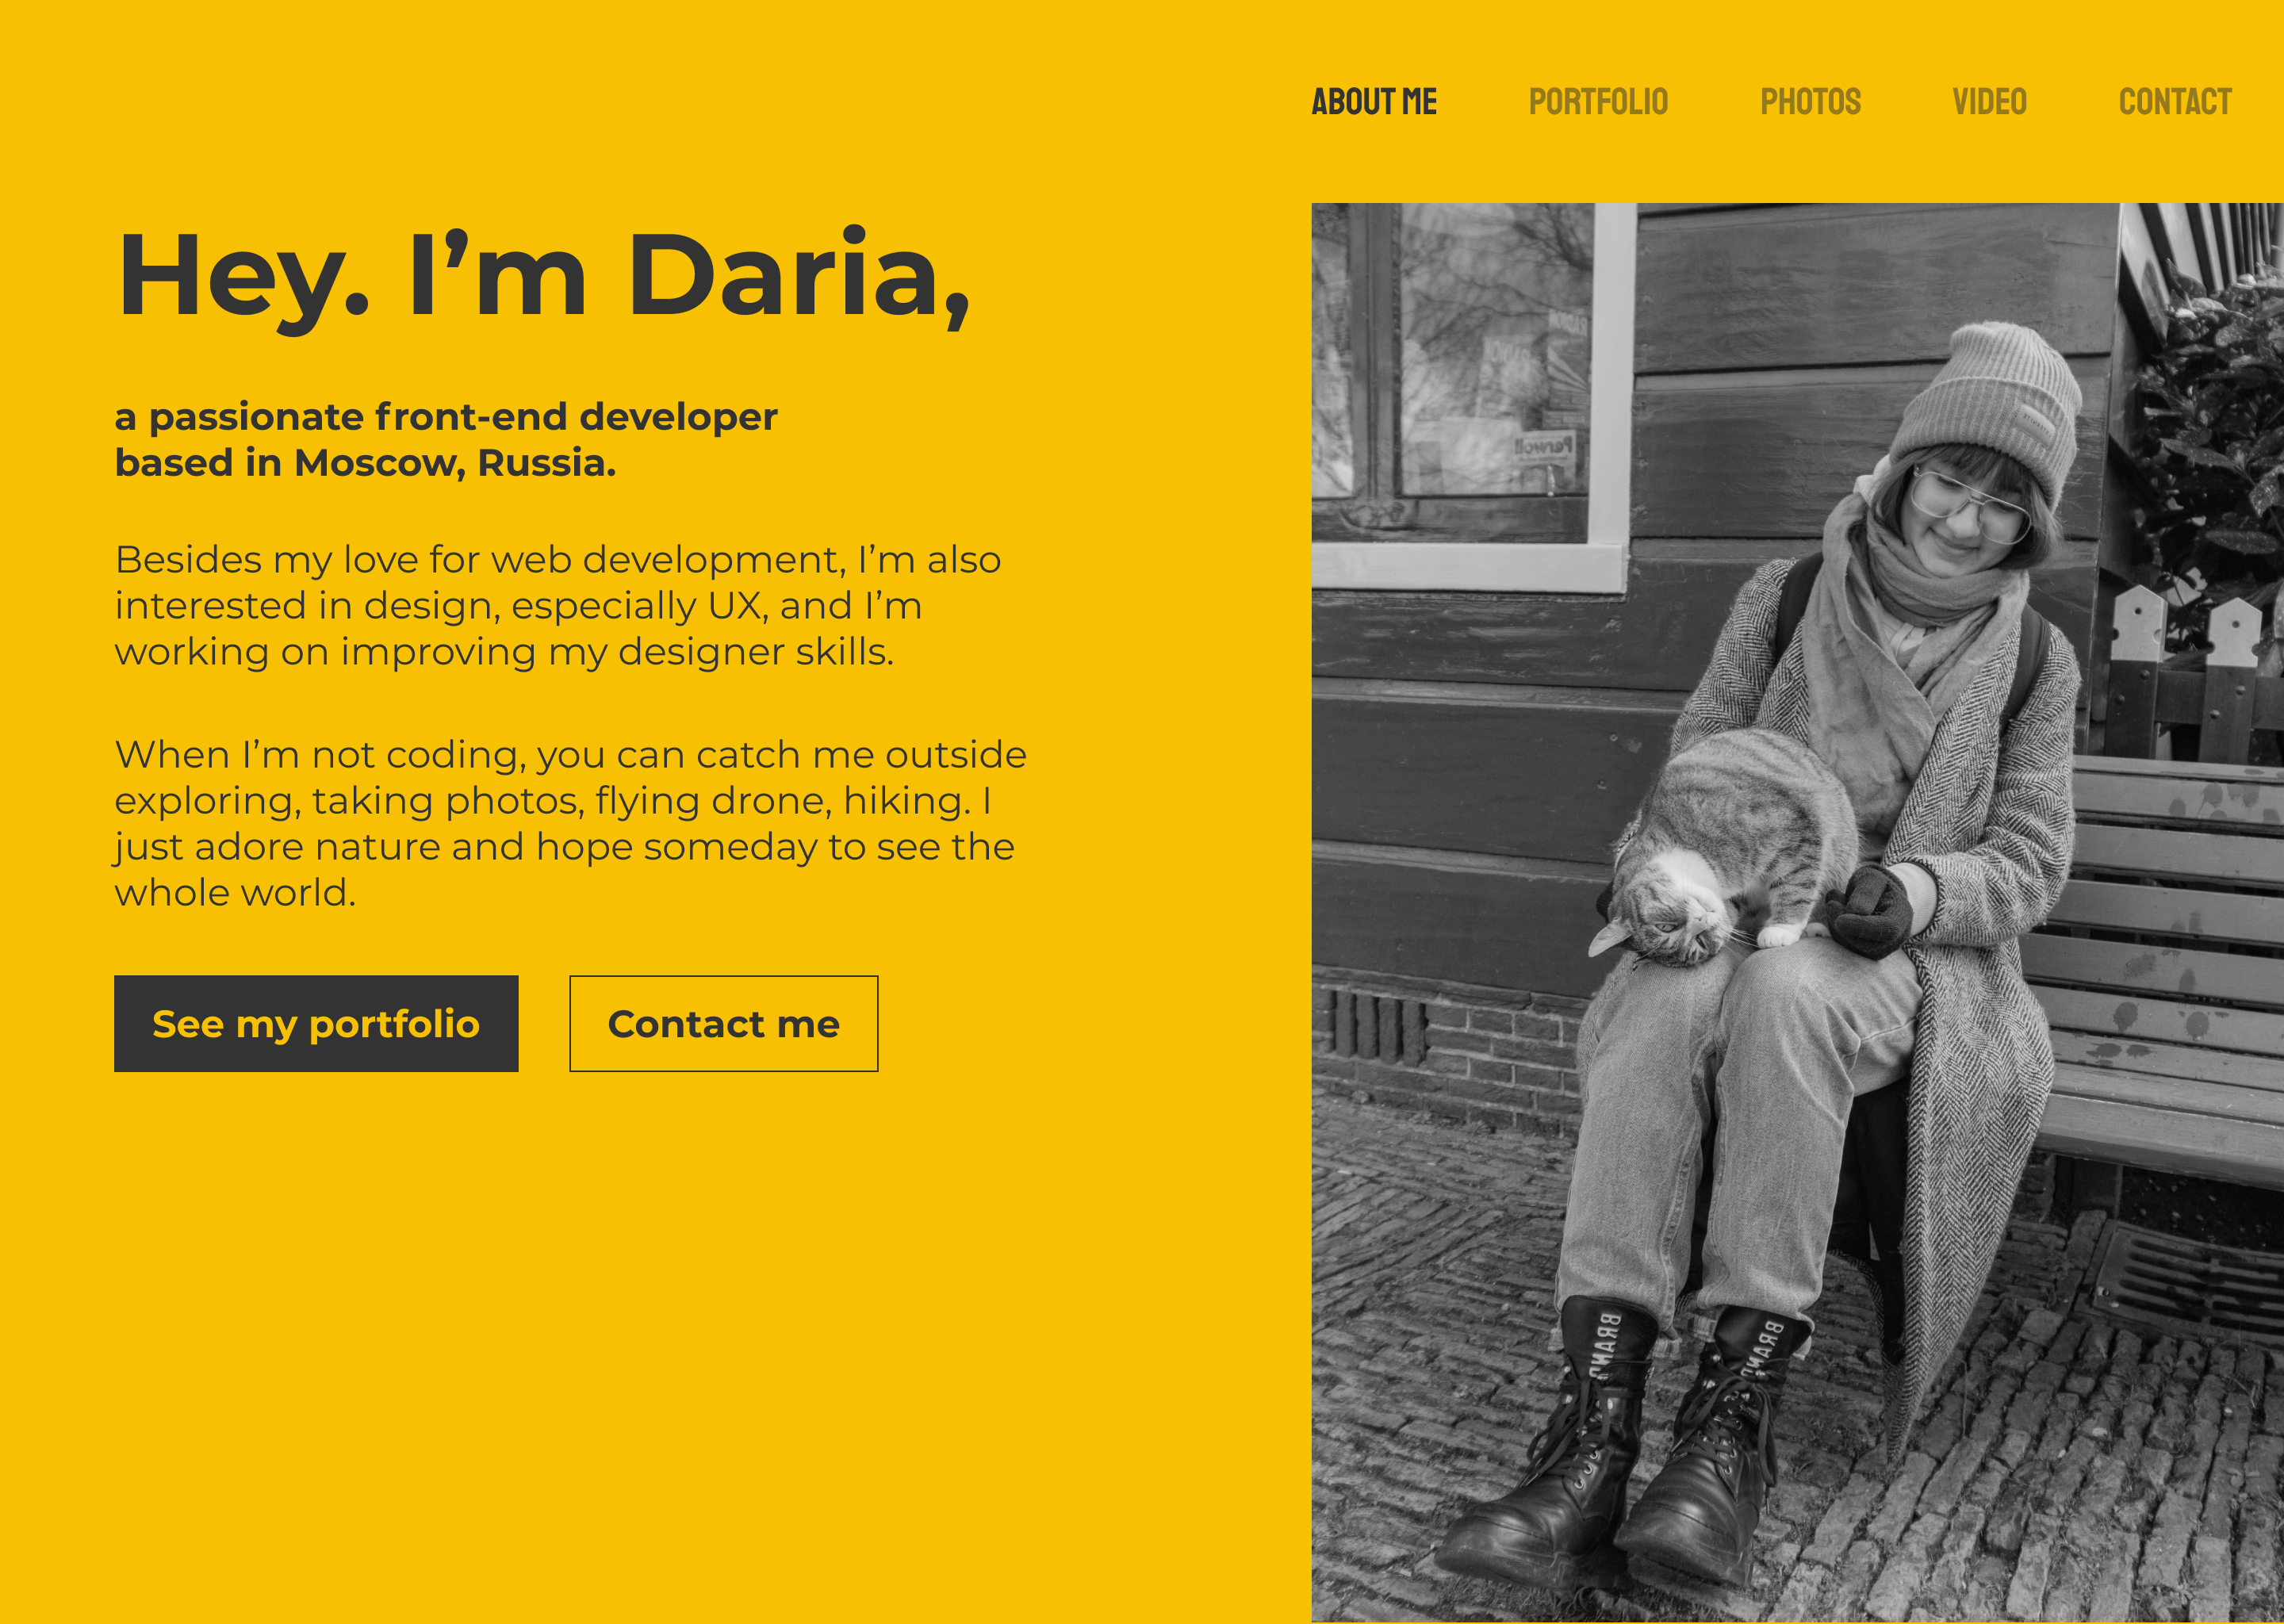 ABOUT ME PORTFOLIO PHOTOS VIDEO CONTACT
Hey. I’m Daria,
a passionate front-end developer
based in Moscow, Russia.
Besides my love for web development, I’m also
interested in design, especially UX, and I’m
working on improving my designer skills.
When I’m not coding, you can catch me outside
exploring, taking photos, flying drone, hiking. I
just adore nature and hope someday to see the
whole world.
See my portfolio
Contact me
Perwoll
BRAND
BRAND